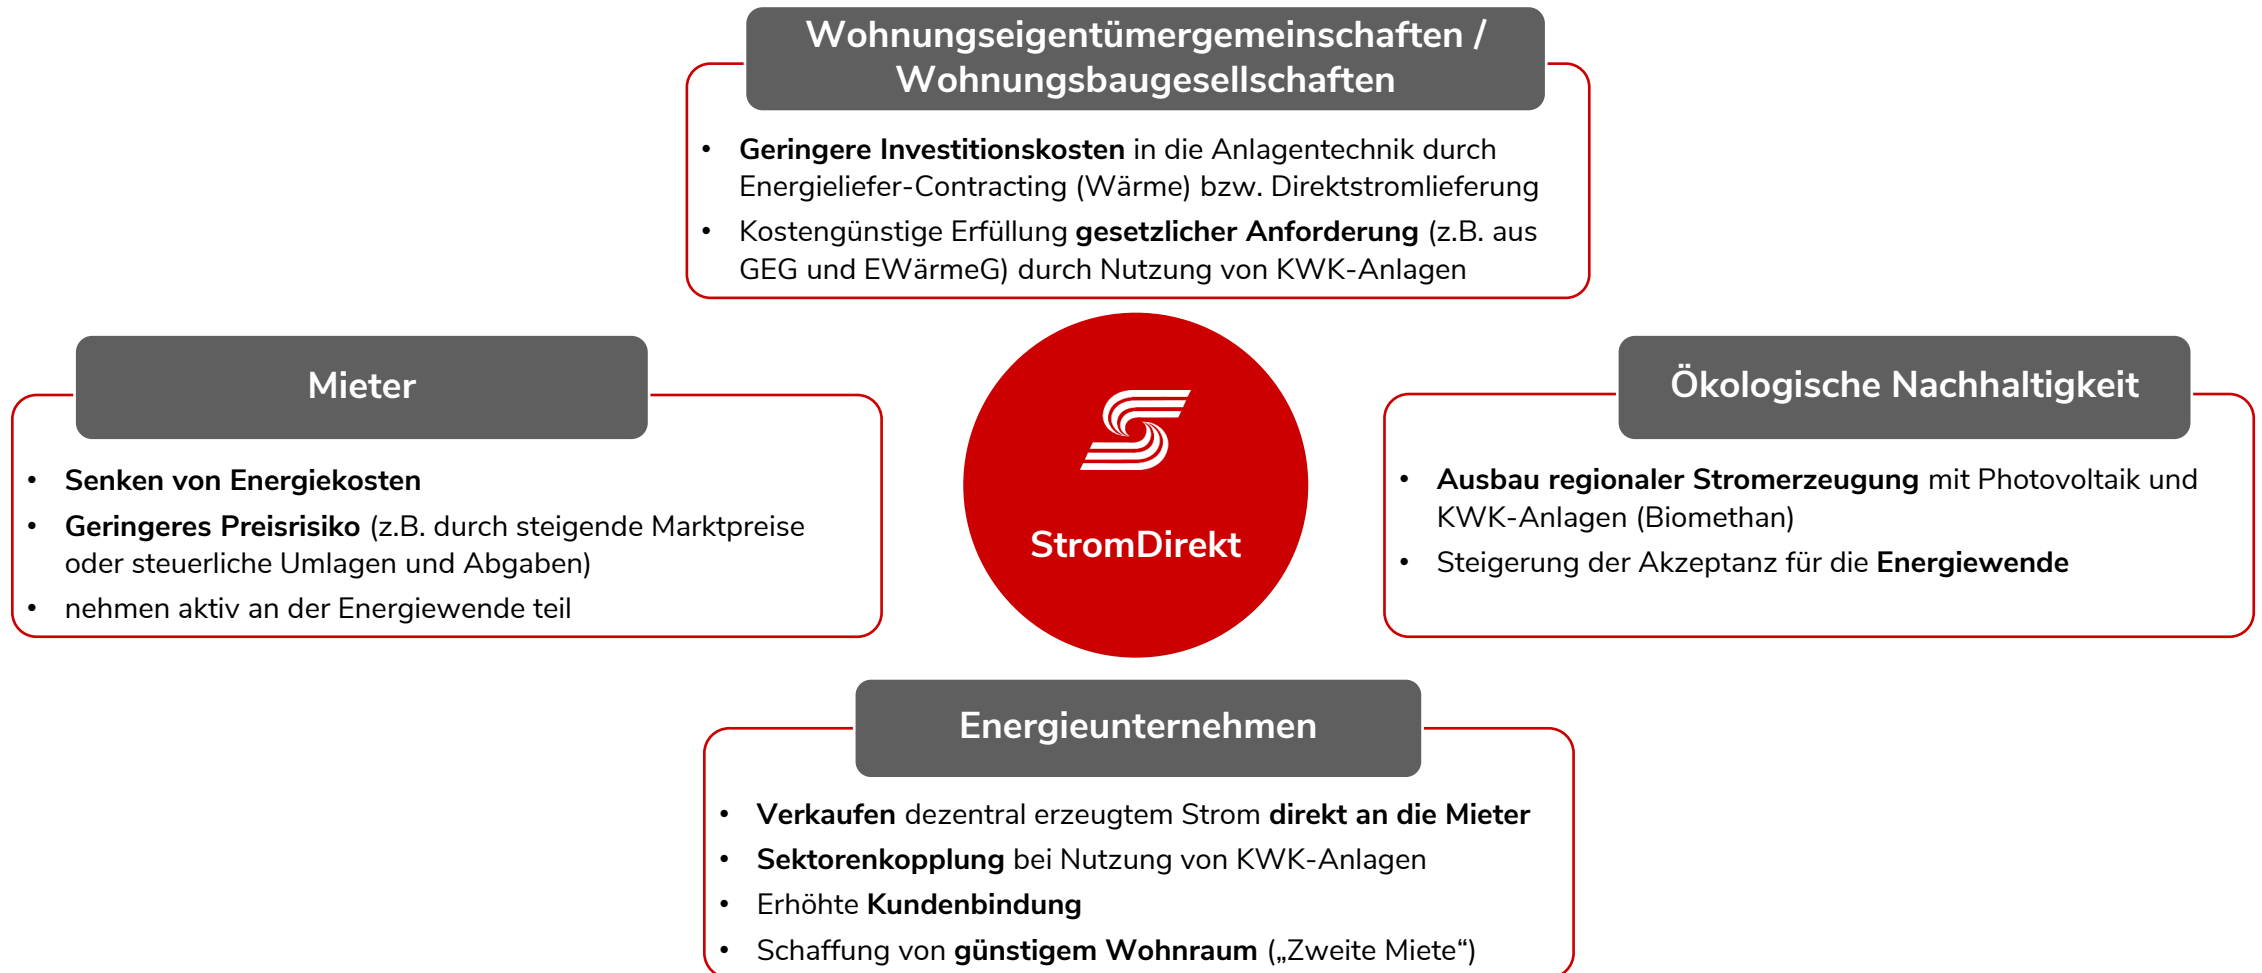 Wohnungseigentümergemeinschaften /
Wohnungsbaugesellschaften
• Geringere Investitionskosten in die Anlagentechnik durch
Energieliefer-Contracting (Wärme) bzw. Direktstromlieferung
• Kostengünstige Erfüllung gesetzlicher Anforderung (z.B. aus
GEG und EWärmeG) durch Nutzung von KWK-Anlagen
Mieter
• Senken von Energiekosten
• Geringeres Preisrisiko (z.B. durch steigende Marktpreise
oder steuerliche Umlagen und Abgaben)
• nehmen aktiv an der Energiewende teil
StromDirekt
Ökologische Nachhaltigkeit
• Ausbau regionaler Stromerzeugung mit Photovoltaik und
KWK-Anlagen (Biomethan)
• Steigerung der Akzeptanz für die Energiewende
Energieunternehmen
• Verkaufen dezentral erzeugtem Strom direkt an die Mieter
• Sektorenkopplung bei Nutzung von KWK-Anlagen
• Erhöhte Kundenbindung
• Schaffung von günstigem Wohnraum („Zweite Miete“)